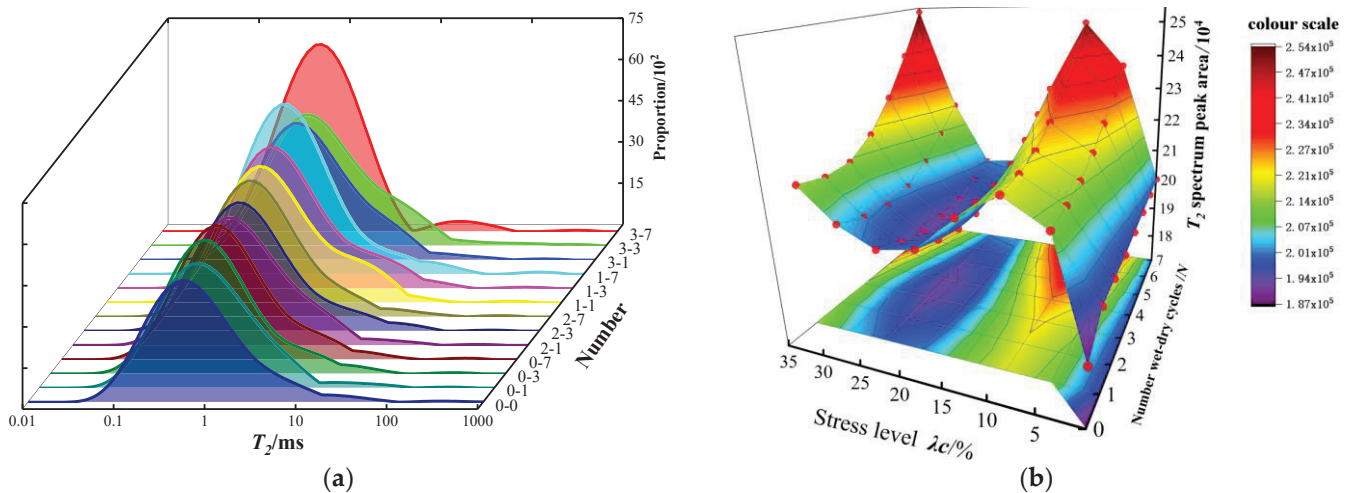 75
60
45
30
15
Proportion/10²
3-7
3-3
3-1
1-7
1-3
1-1
2-7
2-3
2-1
0-7
0-3
0-1
0-0
Number
0.01
0.1
1
10
100
1000
T₂/ms
(a)
25
24
23
22
21
20
19
18
T₂ spectrum peak area/10⁴
7
6
5
4
3
2
1
0
Number wet-dry cycles /N
35
30
25
20
15
10
5
Stress level λc/%
colour scale
2.54x10⁵
2.47x10⁵
2.41x10⁵
2.34x10⁵
2.27x10⁵
2.21x10⁵
2.14x10⁵
2.07x10⁵
2.01x10⁵
1.94x10⁵
1.87x10⁵
(b)